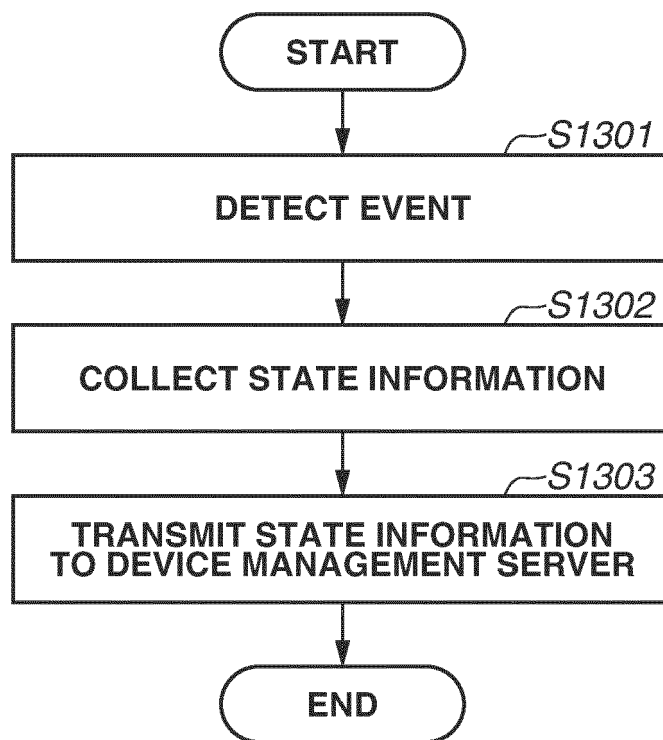 START
S1301
DETECT EVENT
S1302
COLLECT STATE INFORMATION
S1303
TRANSMIT STATE INFORMATION
TO DEVICE MANAGEMENT SERVER
END